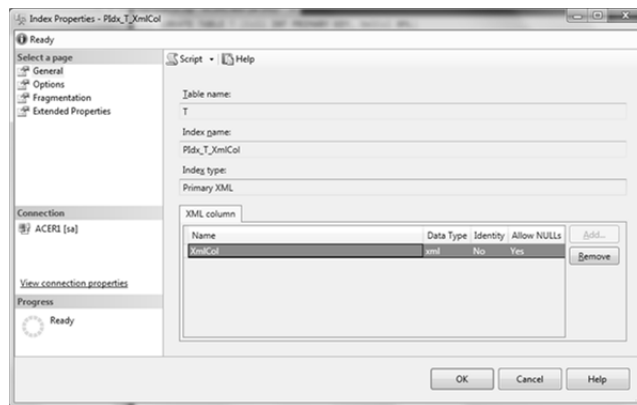 Index Properties - PIdx_T_XmlCol
Ready
Select a page
General
Options
Fragmentation
Extended Properties
Script
Help
Table name:
T
Index name:
PIdx_T_XmlCol
Index type:
Primary XML
Connection
ACER1 [sa]
View connection properties
Progress
Ready
XML column
Name Data Type Identity Allow NULLs
XmlCol xml No Yes
Add...
Remove
OK Cancel Help